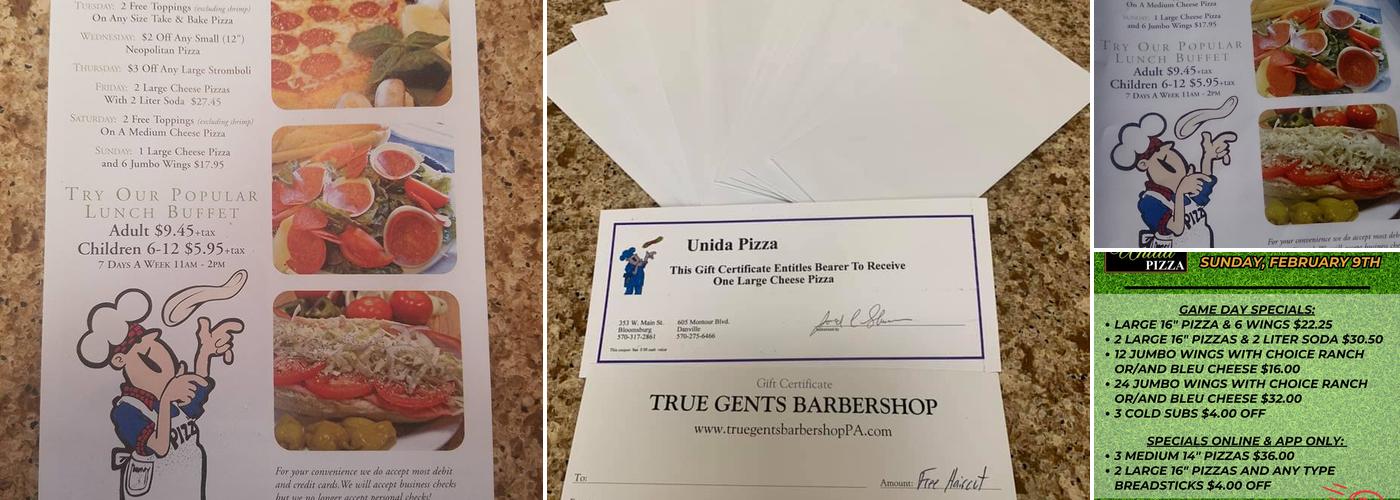 TUESDAY: 2 Free Toppings (excluding shrimp)
On Any Size Take & Bake Pizza
WEDNESDAY: $2 Off Any Small (12")
Neopolitan Pizza
THURSDAY: $3 Off Any Large Stromboli
FRIDAY: 2 Large Cheese Pizzas
With 2 Liter Soda $27.45
SATURDAY: 2 Free Toppings (excluding shrimp)
On A Medium Cheese Pizza
SUNDAY: 1 Large Cheese Pizza
and 6 Jumbo Wings $17.95
TRY OUR POPULAR
LUNCH BUFFET
Adult $9.45+tax
Children 6-12 $5.95+tax
7 DAYS A WEEK 11AM - 2PM
PIZZA
For your convenience we do accept most debit
and credit cards. We will accept business checks
but we no longer accept personal checks!
Unida Pizza
This Gift Certificate Entitles Bearer To Receive
One Large Cheese Pizza
353 W. Main St.
Bloomsburg
570-317-2861
605 Montour Blvd.
Danville
570-275-6466
Gift Certificate
TRUE GENTS BARBERSHOP
www.truegentsbarbershopPA.com
To:
Amount: Free Haircut
On A Medium Cheese Pizza
SUNDAY: 1 Large Cheese Pizza
and 6 Jumbo Wings $17.95
TRY OUR POPULAR
LUNCH BUFFET
Adult $9.45+tax
Children 6-12 $5.95+tax
7 DAYS A WEEK 11AM - 2PM
For your convenience we do accept most debit
Unida
PIZZA
SUNDAY, FEBRUARY 9TH
GAME DAY SPECIALS:
• LARGE 16" PIZZA & 6 WINGS $22.25
• 2 LARGE 16" PIZZAS & 2 LITER SODA $30.50
• 12 JUMBO WINGS WITH CHOICE RANCH
OR/AND BLEU CHEESE $16.00
• 24 JUMBO WINGS WITH CHOICE RANCH
OR/AND BLEU CHEESE $32.00
• 3 COLD SUBS $4.00 OFF
SPECIALS ONLINE & APP ONLY:
• 3 MEDIUM 14" PIZZAS $36.00
• 2 LARGE 16" PIZZAS AND ANY TYPE
BREADSTICKS $4.00 OFF